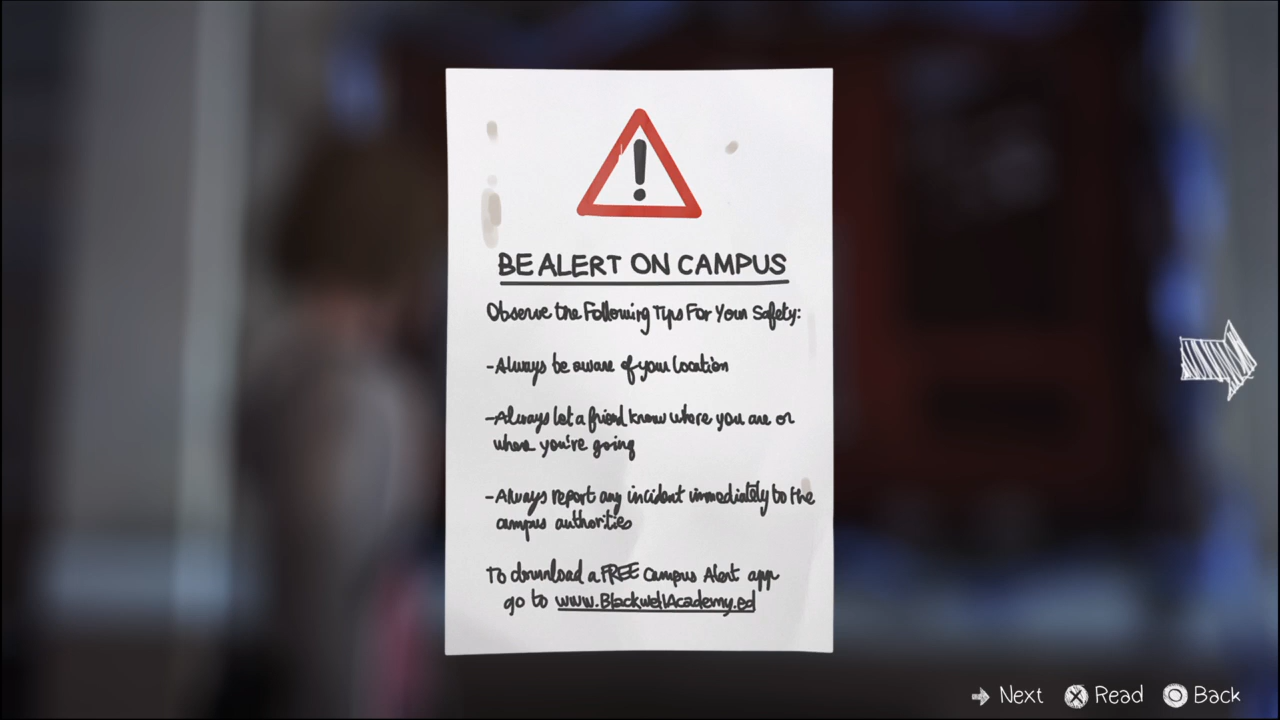 !
BE ALERT ON CAMPUS
Observe the Following Tips For Your Safety:
-Always be aware of your location
-Always let a friend know where you are or
where you're going
-Always report any incident immediately to the
campus authorities
To download a FREE Campus Alert app
go to www.BlackwellAcademy.ed
Next
Read
Back